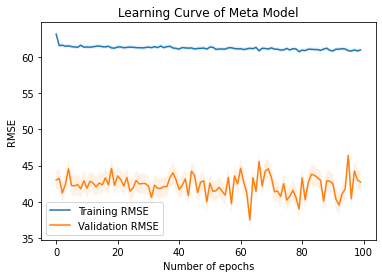 Learning Curve of Meta Model
RMSE
60
55
50
45
40
35
Training RMSE
Validation RMSE
0
20
40
60
80
100
Number of epochs